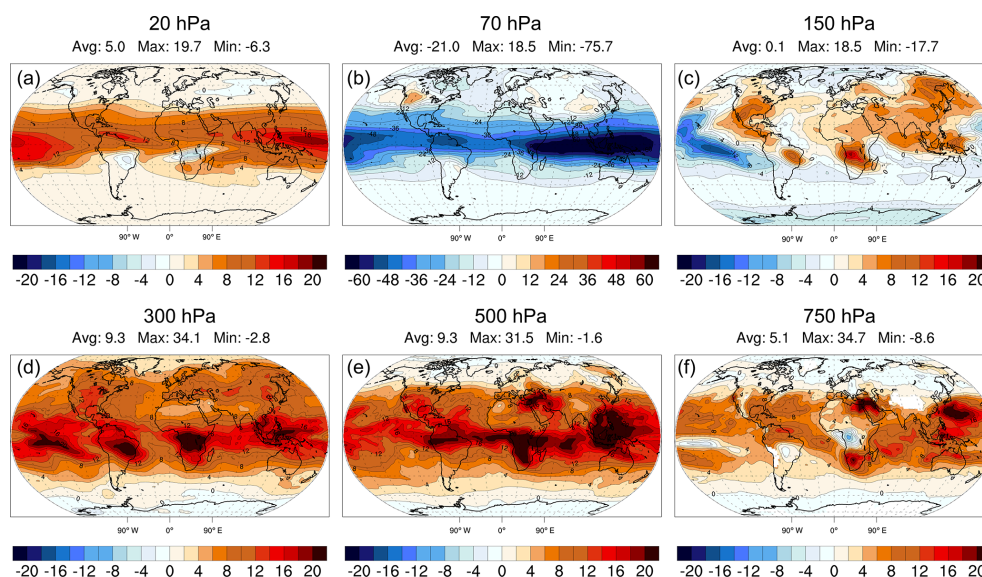 20 hPa 70 hPa 150 hPa
Avg: 5.0 Max: 19.7 Min: -6.3 Avg: -21.0 Max: 18.5 Min: -75.7 Avg: 0.1 Max: 18.5 Min: -17.7
(a) (b) (c)
90° W 0° 90° E 90° W 0° 90° E 90° W 0° 90° E
-20 -16 -12 -8 -4 0 4 8 12 16 20 -60 -48 -36 -24 -12 0 12 24 36 48 60 -20 -16 -12 -8 -4 0 4 8 12 16 20
300 hPa 500 hPa 750 hPa
Avg: 9.3 Max: 34.1 Min: -2.8 Avg: 9.3 Max: 31.5 Min: -1.6 Avg: 5.1 Max: 34.7 Min: -8.6
(d) (e) (f)
90° W 0° 90° E 90° W 0° 90° E 90° W 0° 90° E
-20 -16 -12 -8 -4 0 4 8 12 16 20 -20 -16 -12 -8 -4 0 4 8 12 16 20 -20 -16 -12 -8 -4 0 4 8 12 16 20